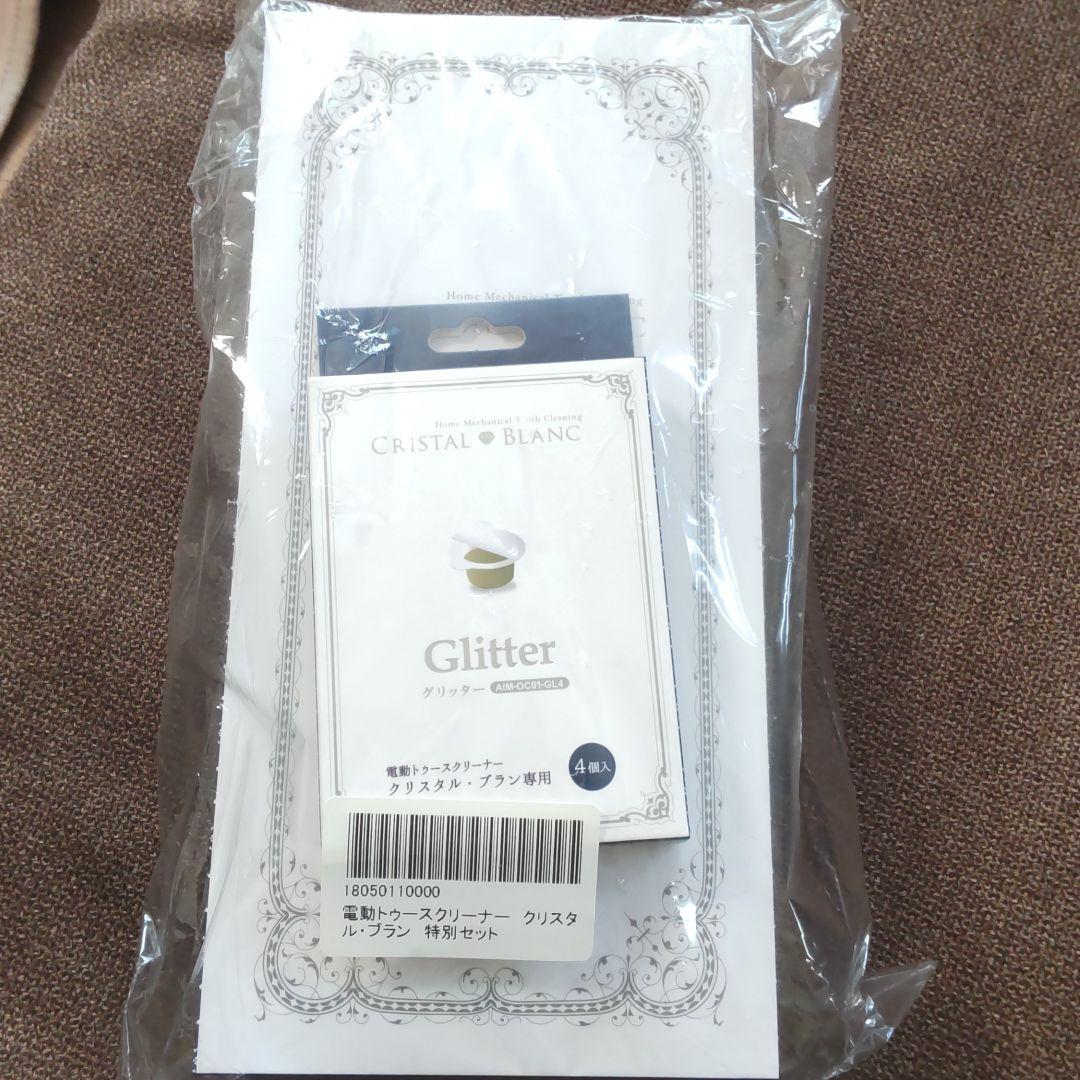 Home Mechanical
Home Mechanical Tooth Cleaning
CRISTAL BLANC
Glitter
グリッター AIM-OC01-GL4
電動トゥースクリーナー
クリスタル・ブラン専用
4個入
18050110000
電動トゥースクリーナー クリスタ
ル・ブラン 特別セット